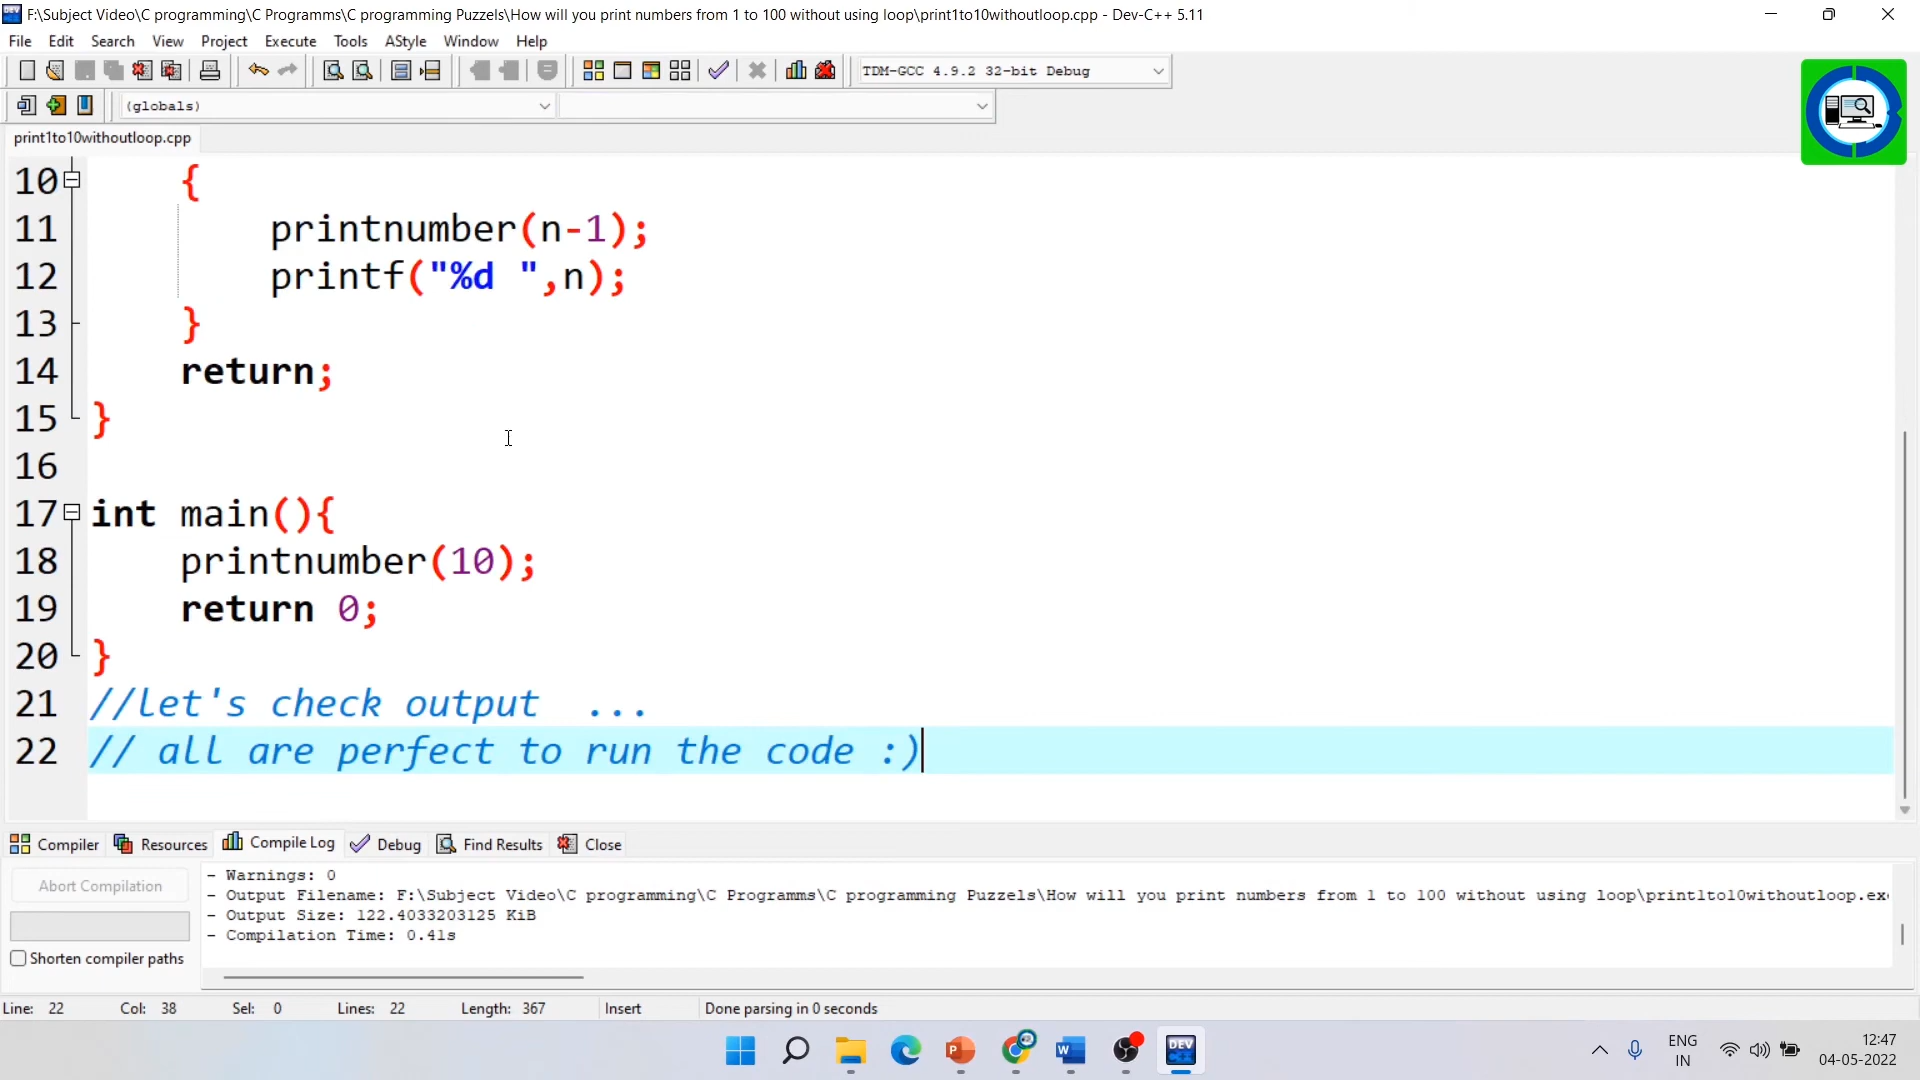 F:\Subject Video\C programming\C Programms\C programming Puzzels\How will you print numbers from 1 to 100 without using loop\print1to10withoutloop.cpp - Dev-C++ 5.11
File Edit Search View Project Execute Tools AStyle Window Help
TDM-GCC 4.9.2 32-bit Debug
(globals)
print1to10withoutloop.cpp
10 {
11 printnumber(n-1);
12 printf("%d ",n);
13 }
14 return;
15 }
16
17 int main(){
18 printnumber(10);
19 return 0;
20 }
21 //let's check output  ...
22 // all are perfect to run the code :)
Compiler Resources Compile Log Debug Find Results Close
Abort Compilation
Shorten compiler paths
- Warnings: 0
- Output Filename: F:\Subject Video\C programming\C Programms\C programming Puzzels\How will you print numbers from 1 to 100 without using loop\print1to10withoutloop.ex
- Output Size: 122.4033203125 KiB
- Compilation Time: 0.41s
Line: 22 Col: 38 Sel: 0 Lines: 22 Length: 367 Insert Done parsing in 0 seconds
P W DEV C++
ENG
IN
12:47
04-05-2022